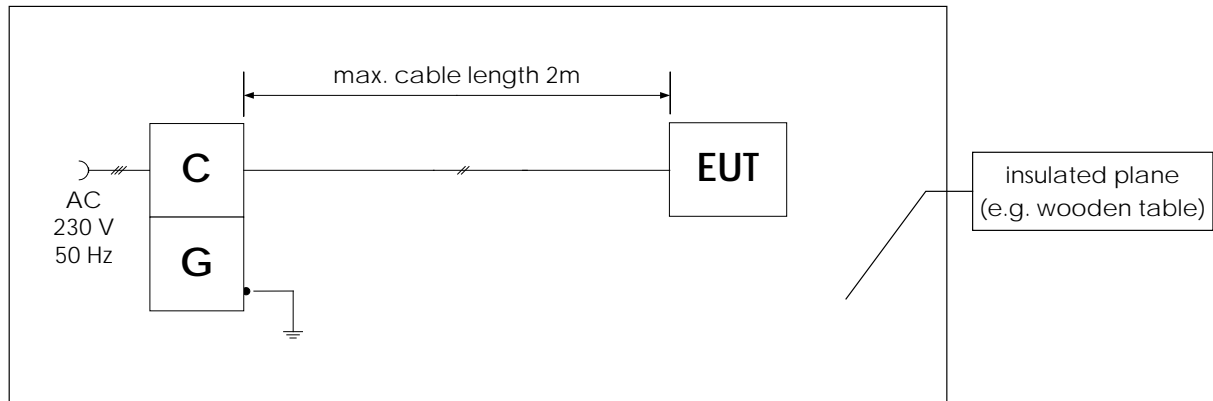 max. cable length 2m
C
EUT
AC
230 V
50 Hz
G
insulated plane
(e.g. wooden table)